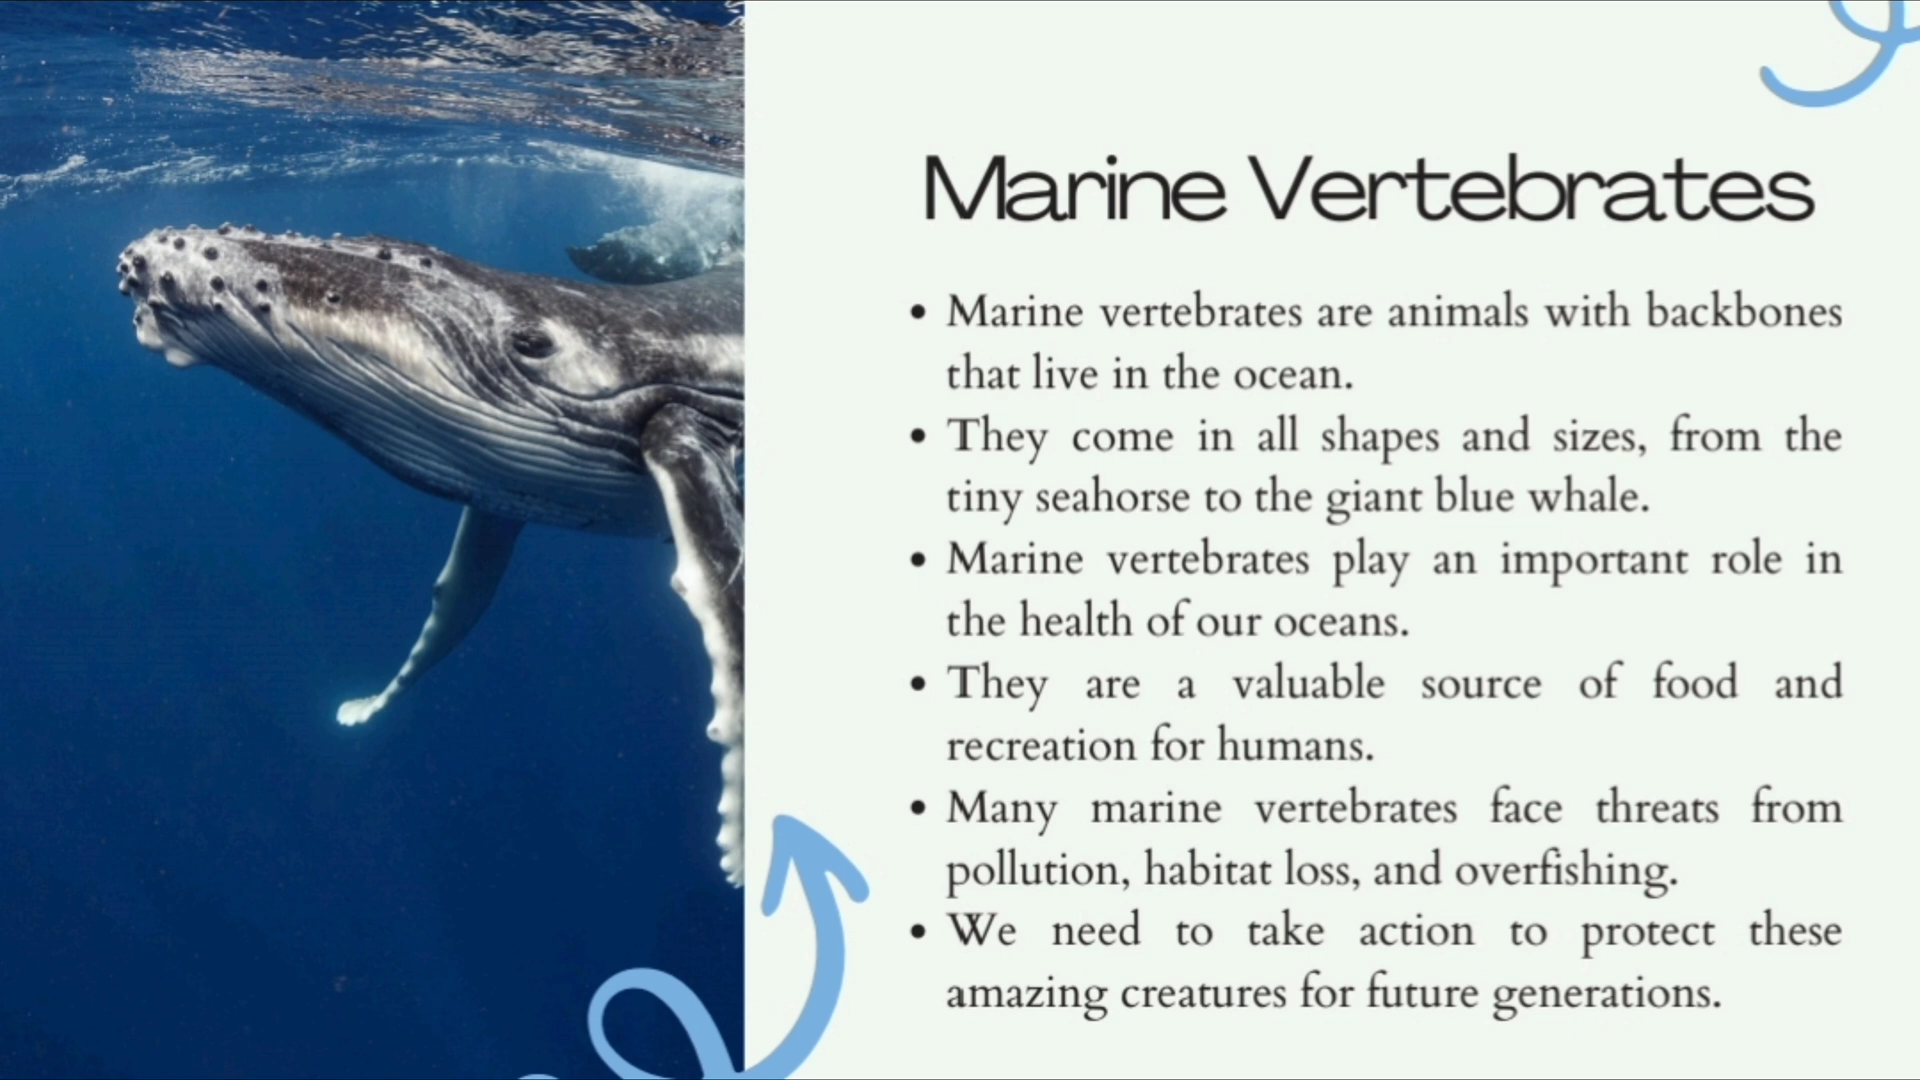 Marine Vertebrates
• Marine vertebrates are animals with backbones
that live in the ocean.
• They come in all shapes and sizes, from the
tiny seahorse to the giant blue whale.
• Marine vertebrates play an important role in
the health of our oceans.
• They are a valuable source of food and
recreation for humans.
• Many marine vertebrates face threats from
pollution, habitat loss, and overfishing.
• We need to take action to protect these
amazing creatures for future generations.